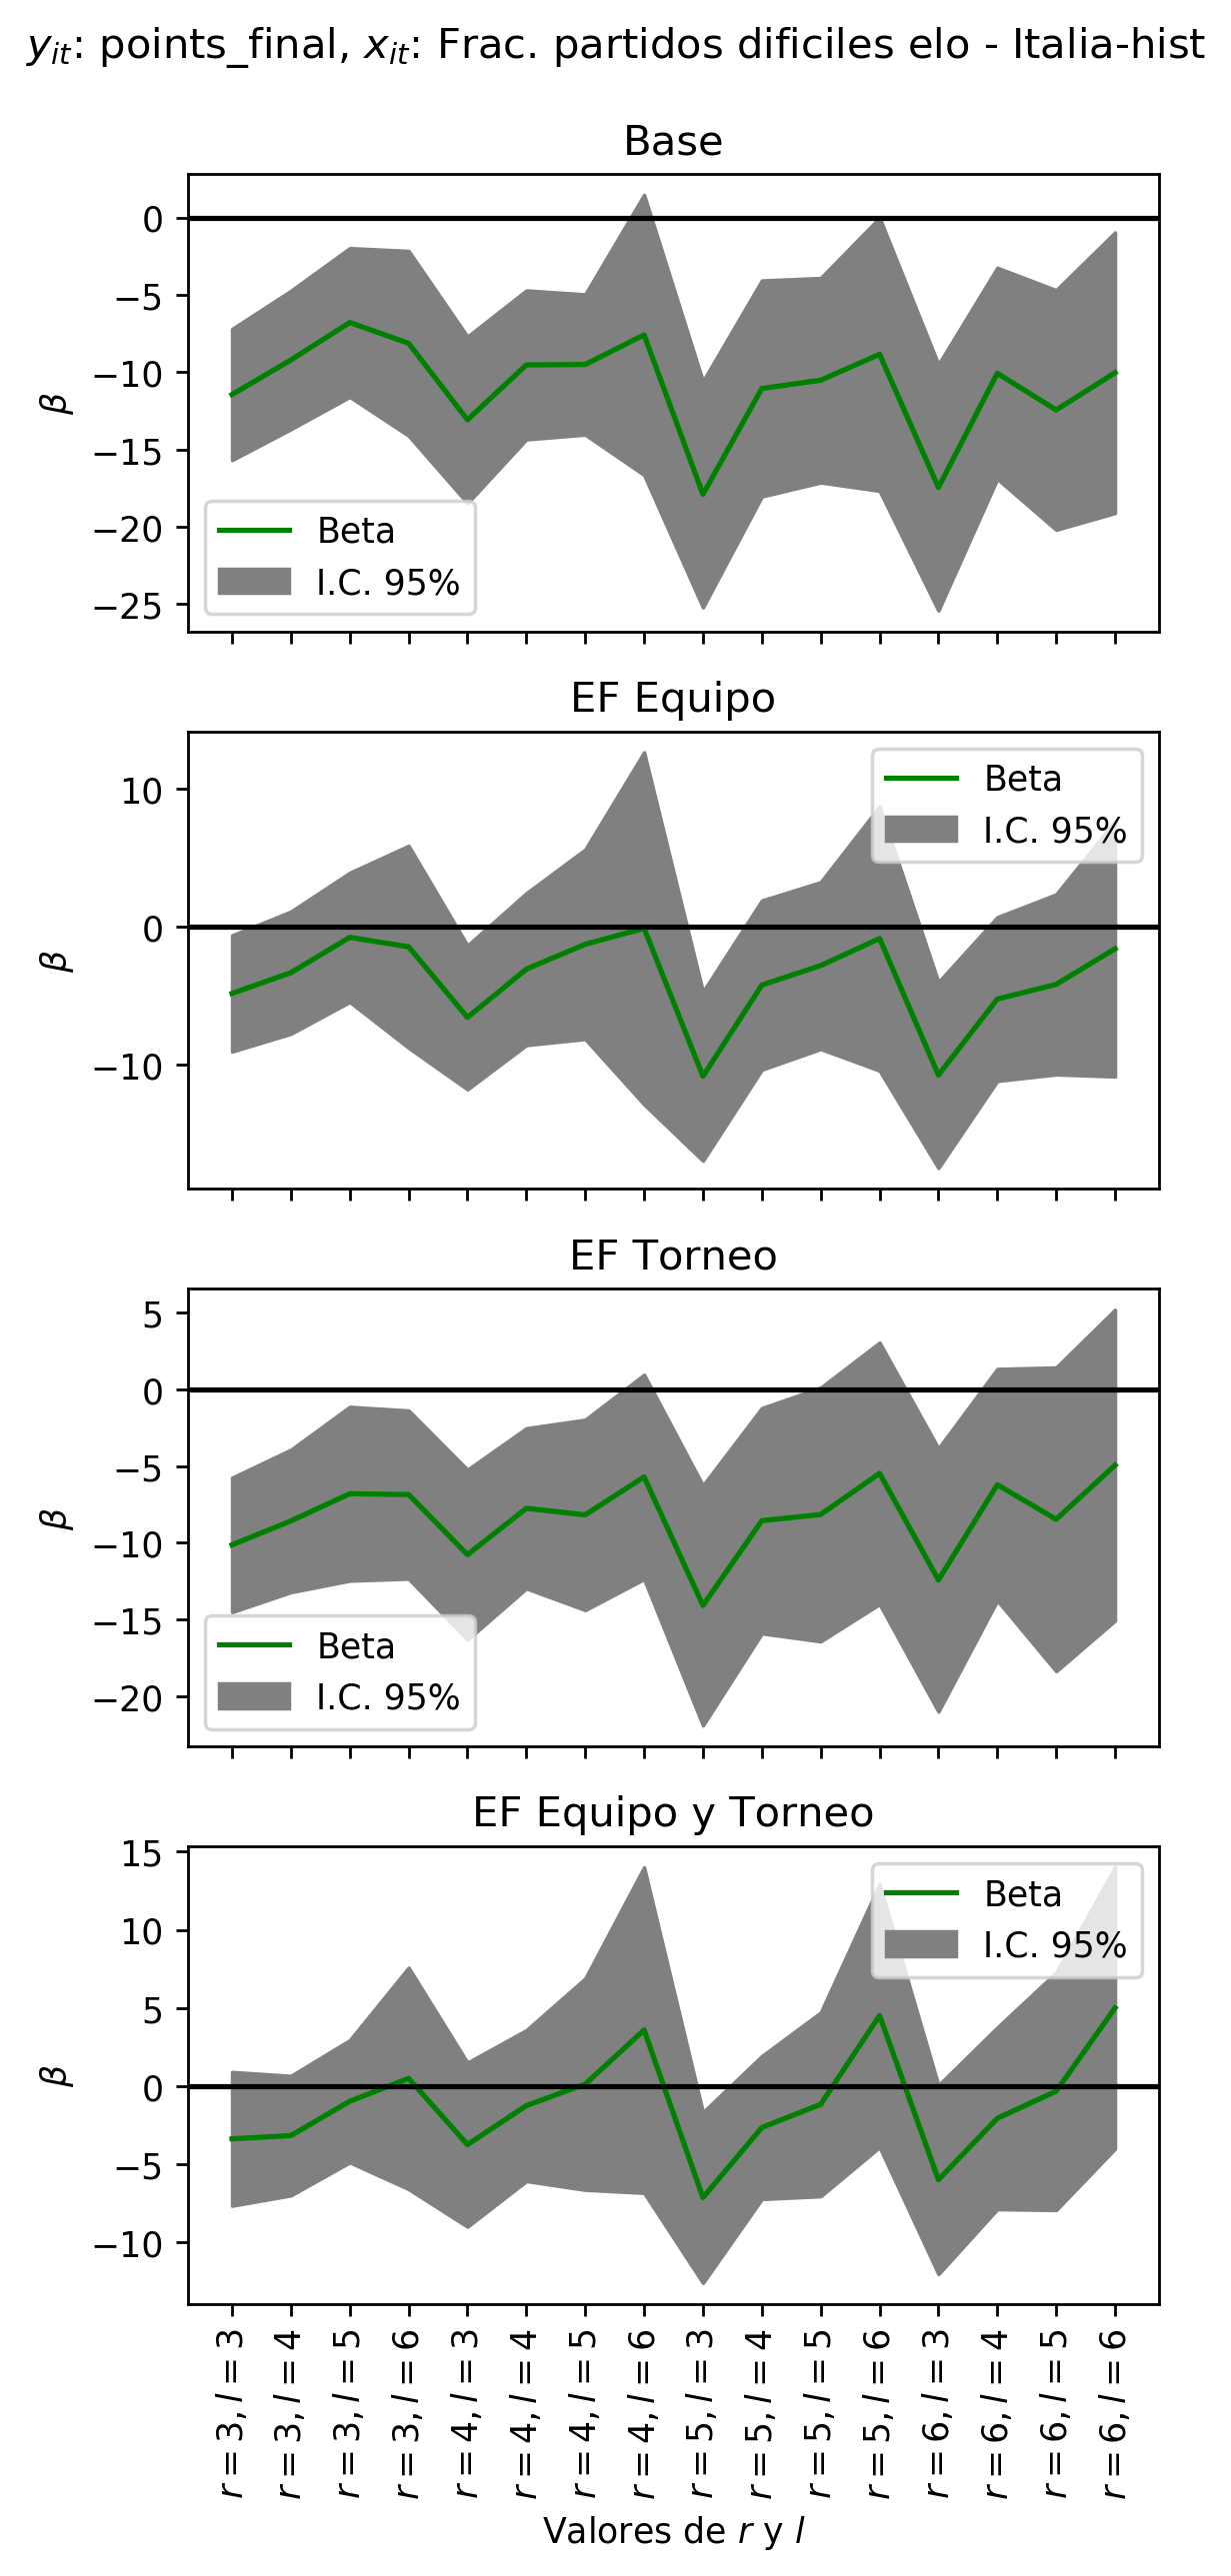 y_it: points_final, x_it: Frac. partidos dificiles elo - Italia-hist
Base
0
−5
−10
−15
−20
−25
β
Beta
I.C. 95%
EF Equipo
10
0
−10
β
Beta
I.C. 95%
EF Torneo
5
0
−5
−10
−15
−20
β
Beta
I.C. 95%
EF Equipo y Torneo
15
10
5
0
−5
−10
β
Beta
I.C. 95%
r = 3, l = 3
r = 3, l = 4
r = 3, l = 5
r = 3, l = 6
r = 4, l = 3
r = 4, l = 4
r = 4, l = 5
r = 4, l = 6
r = 5, l = 3
r = 5, l = 4
r = 5, l = 5
r = 5, l = 6
r = 6, l = 3
r = 6, l = 4
r = 6, l = 5
r = 6, l = 6
Valores de r y l